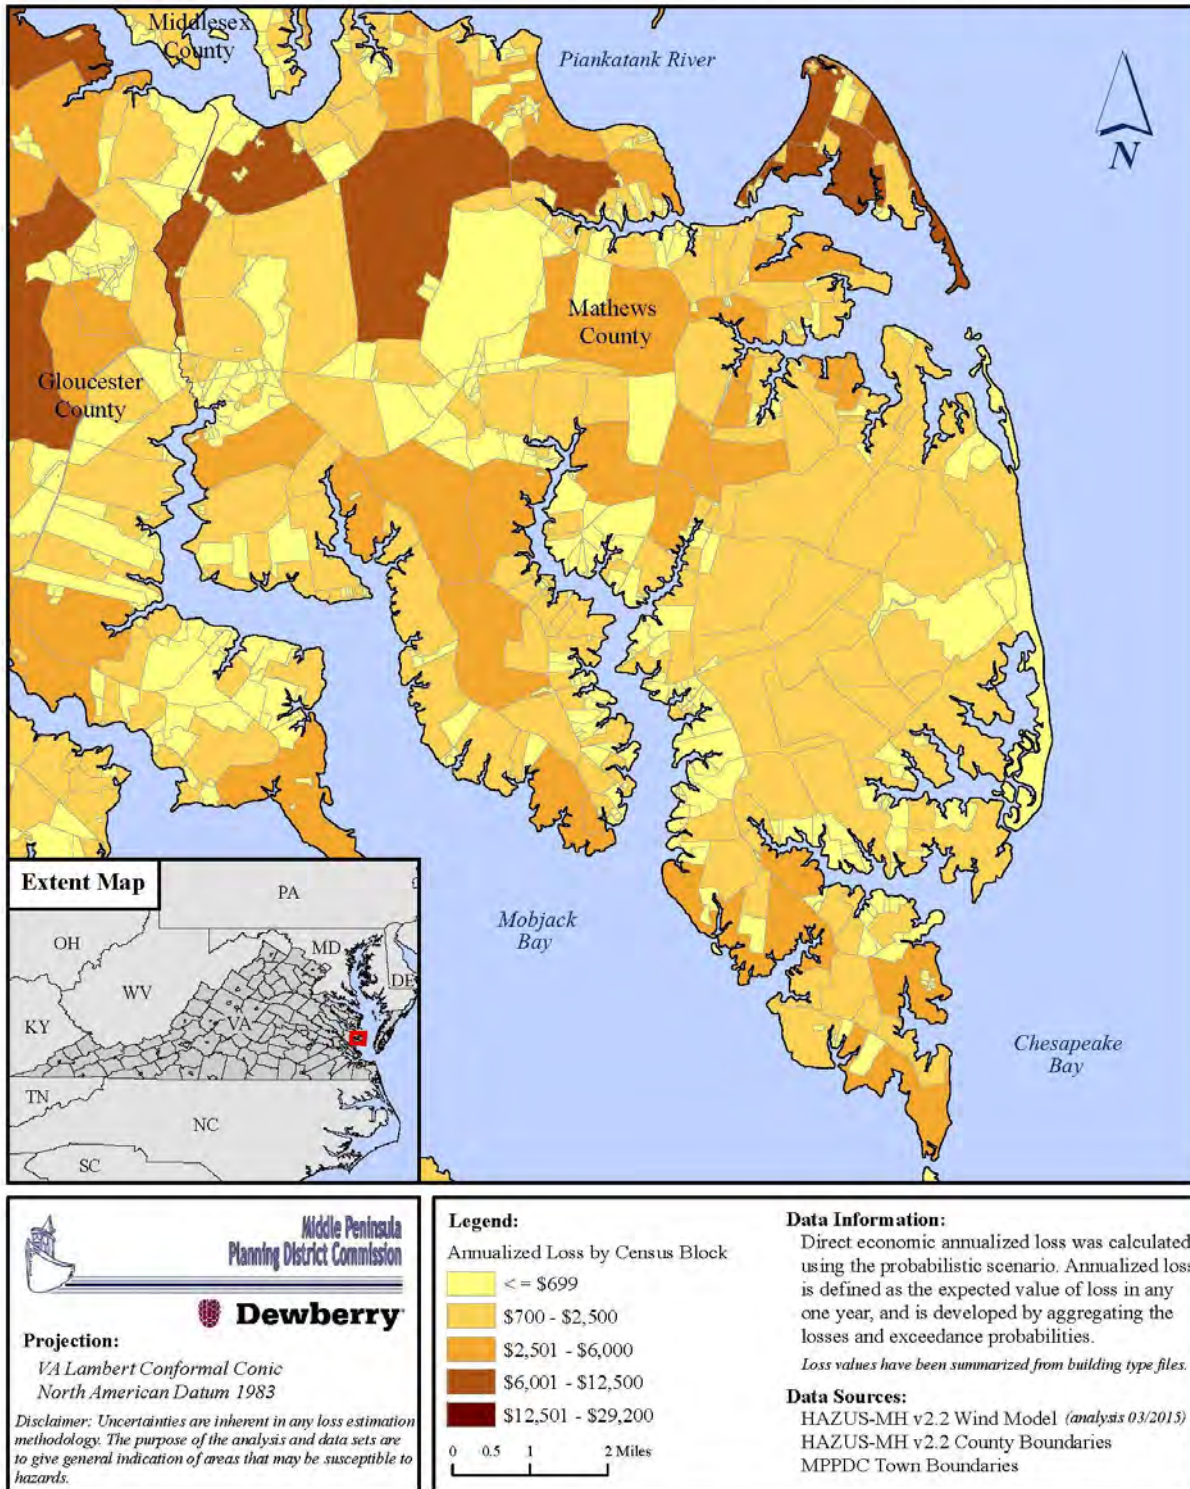 Middlesex
County
Piankatank River
N
Mathews
County
Gloucester
County
Mobjack
Bay
Chesapeake
Bay
Extent Map
PA
OH
MD
DE
WV
KY
VA
TN
NC
SC
Middle Peninsula
Planning District Commission
Dewberry
Projection:
VA Lambert Conformal Conic
North American Datum 1983
Disclaimer: Uncertainties are inherent in any loss estimation
methodology. The purpose of the analysis and data sets are
to give general indication of areas that may be susceptible to
hazards.
Legend:
Annualized Loss by Census Block
< = $699
$700 - $2,500
$2,501 - $6,000
$6,001 - $12,500
$12,501 - $29,200
0 0.5 1 2 Miles
Data Information:
Direct economic annualized loss was calculated
using the probabilistic scenario. Annualized loss
is defined as the expected value of loss in any
one year, and is developed by aggregating the
losses and exceedance probabilities.
Loss values have been summarized from building type files.
Data Sources:
HAZUS-MH v2.2 Wind Model (analysis 03/2015)
HAZUS-MH v2.2 County Boundaries
MPPDC Town Boundaries